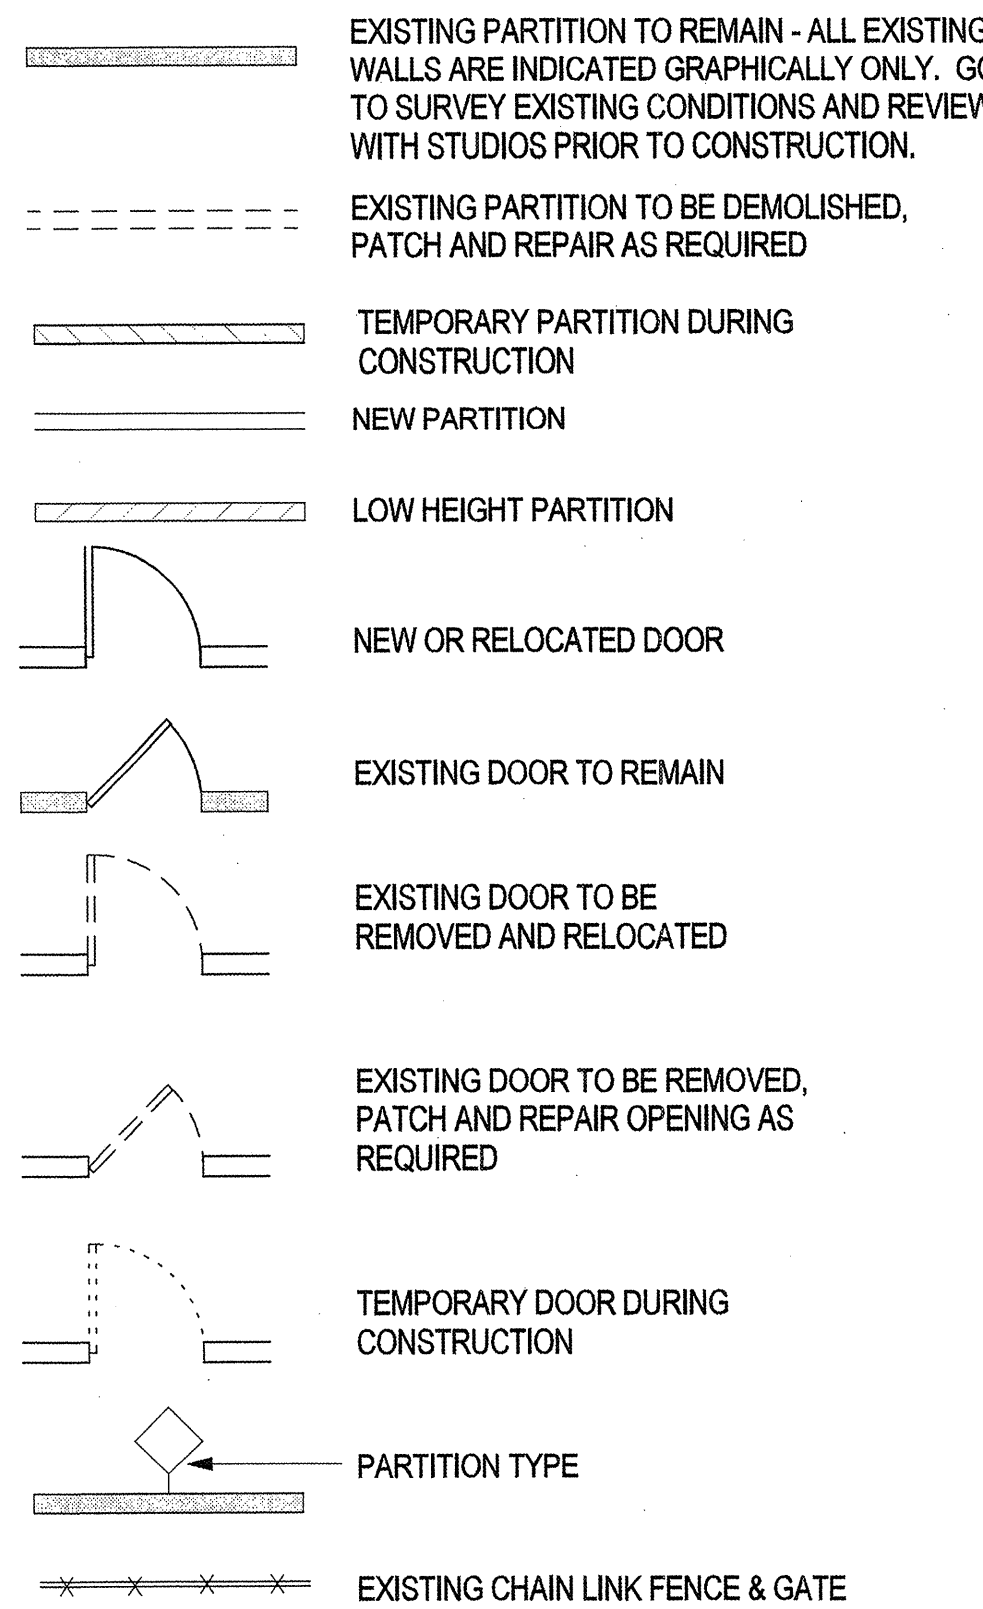 EXISTING PARTITION TO REMAIN - ALL EXISTING
WALLS ARE INDICATED GRAPHICALLY ONLY. GC
TO SURVEY EXISTING CONDITIONS AND REVIEW
WITH STUDIOS PRIOR TO CONSTRUCTION.
EXISTING PARTITION TO BE DEMOLISHED,
PATCH AND REPAIR AS REQUIRED
TEMPORARY PARTITION DURING
CONSTRUCTION
NEW PARTITION
LOW HEIGHT PARTITION
NEW OR RELOCATED DOOR
EXISTING DOOR TO REMAIN
EXISTING DOOR TO BE
REMOVED AND RELOCATED
EXISTING DOOR TO BE REMOVED,
PATCH AND REPAIR OPENING AS
REQUIRED
TEMPORARY DOOR DURING
CONSTRUCTION
PARTITION TYPE
EXISTING CHAIN LINK FENCE & GATE